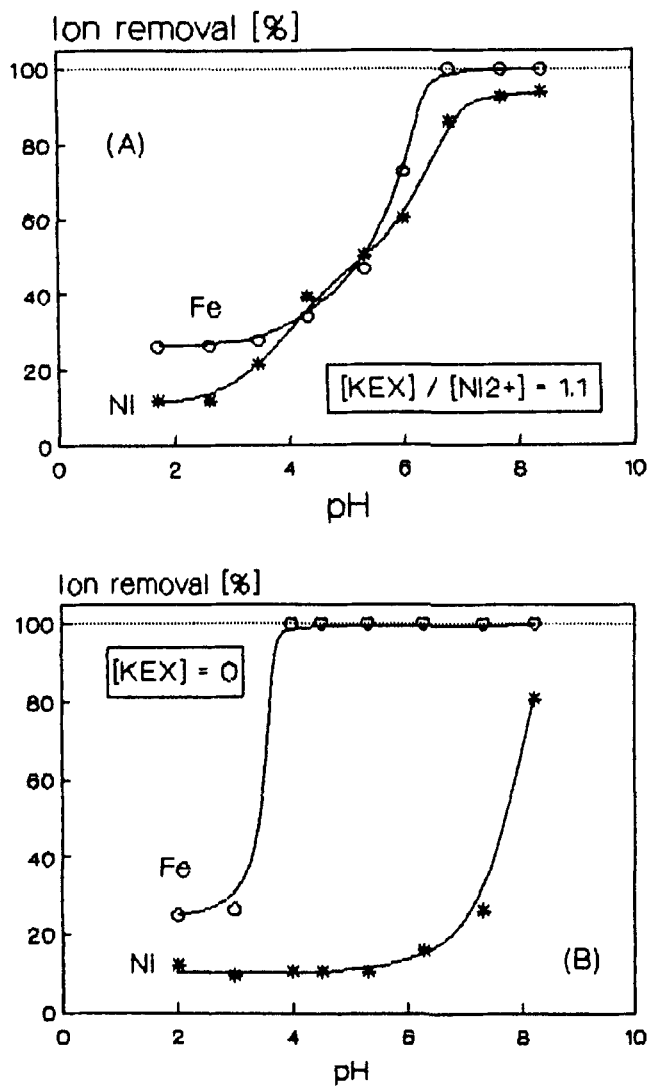 Ion removal [%]
100
80
60
40
20
0
(A)
Fe
NI
[KEX] / [NI2+] = 1.1
0 2 4 6 8 10
pH
Ion removal [%]
100
80
60
40
20
0
[KEX] = 0
Fe
NI
(B)
0 2 4 6 8 10
pH